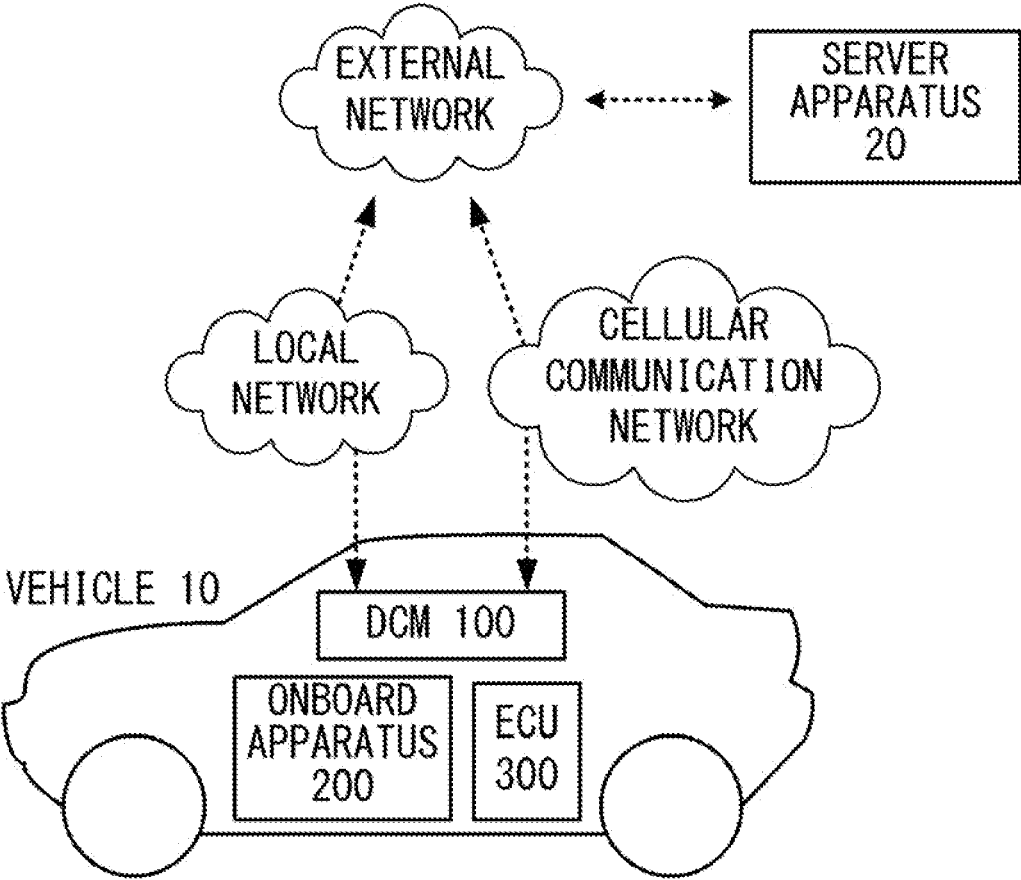 EXTERNAL
NETWORK
SERVER
APPARATUS
20
LOCAL
NETWORK
CELLULAR
COMMUNICATION
NETWORK
VEHICLE 10
DCM 100
ONBOARD
APPARATUS
200
ECU
300